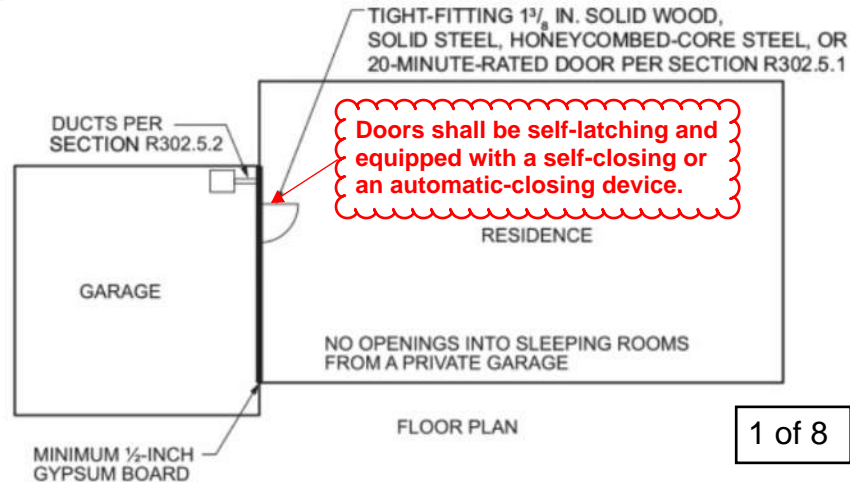 TIGHT-FITTING 1³/₈ IN. SOLID WOOD,
SOLID STEEL, HONEYCOMBED-CORE STEEL, OR
20-MINUTE-RATED DOOR PER SECTION R302.5.1
DUCTS PER
SECTION R302.5.2
Doors shall be self-latching and
equipped with a self-closing or
an automatic-closing device.
RESIDENCE
GARAGE
NO OPENINGS INTO SLEEPING ROOMS
FROM A PRIVATE GARAGE
FLOOR PLAN
1 of 8
MINIMUM ½-INCH
GYPSUM BOARD